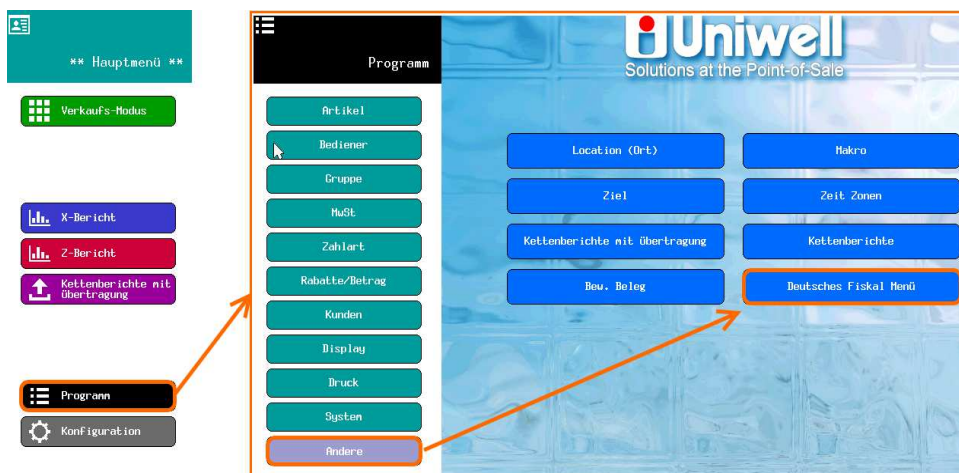 ** Hauptmenü **
Verkaufs-Modus
X-Bericht
Z-Bericht
Kettenberichte mit
übertragung
Programm
Konfiguration
Programm
Artikel
Bediener
Gruppe
MwSt
Zahlart
Rabatte/Betrag
Kunden
Display
Druck
System
Andere
Uniwell
Solutions at the Point-of-Sale
Location (Ort)
Makro
Ziel
Zeit Zonen
Kettenberichte mit übertragung
Kettenberichte
Bew. Beleg
Deutsches Fiskal Menü